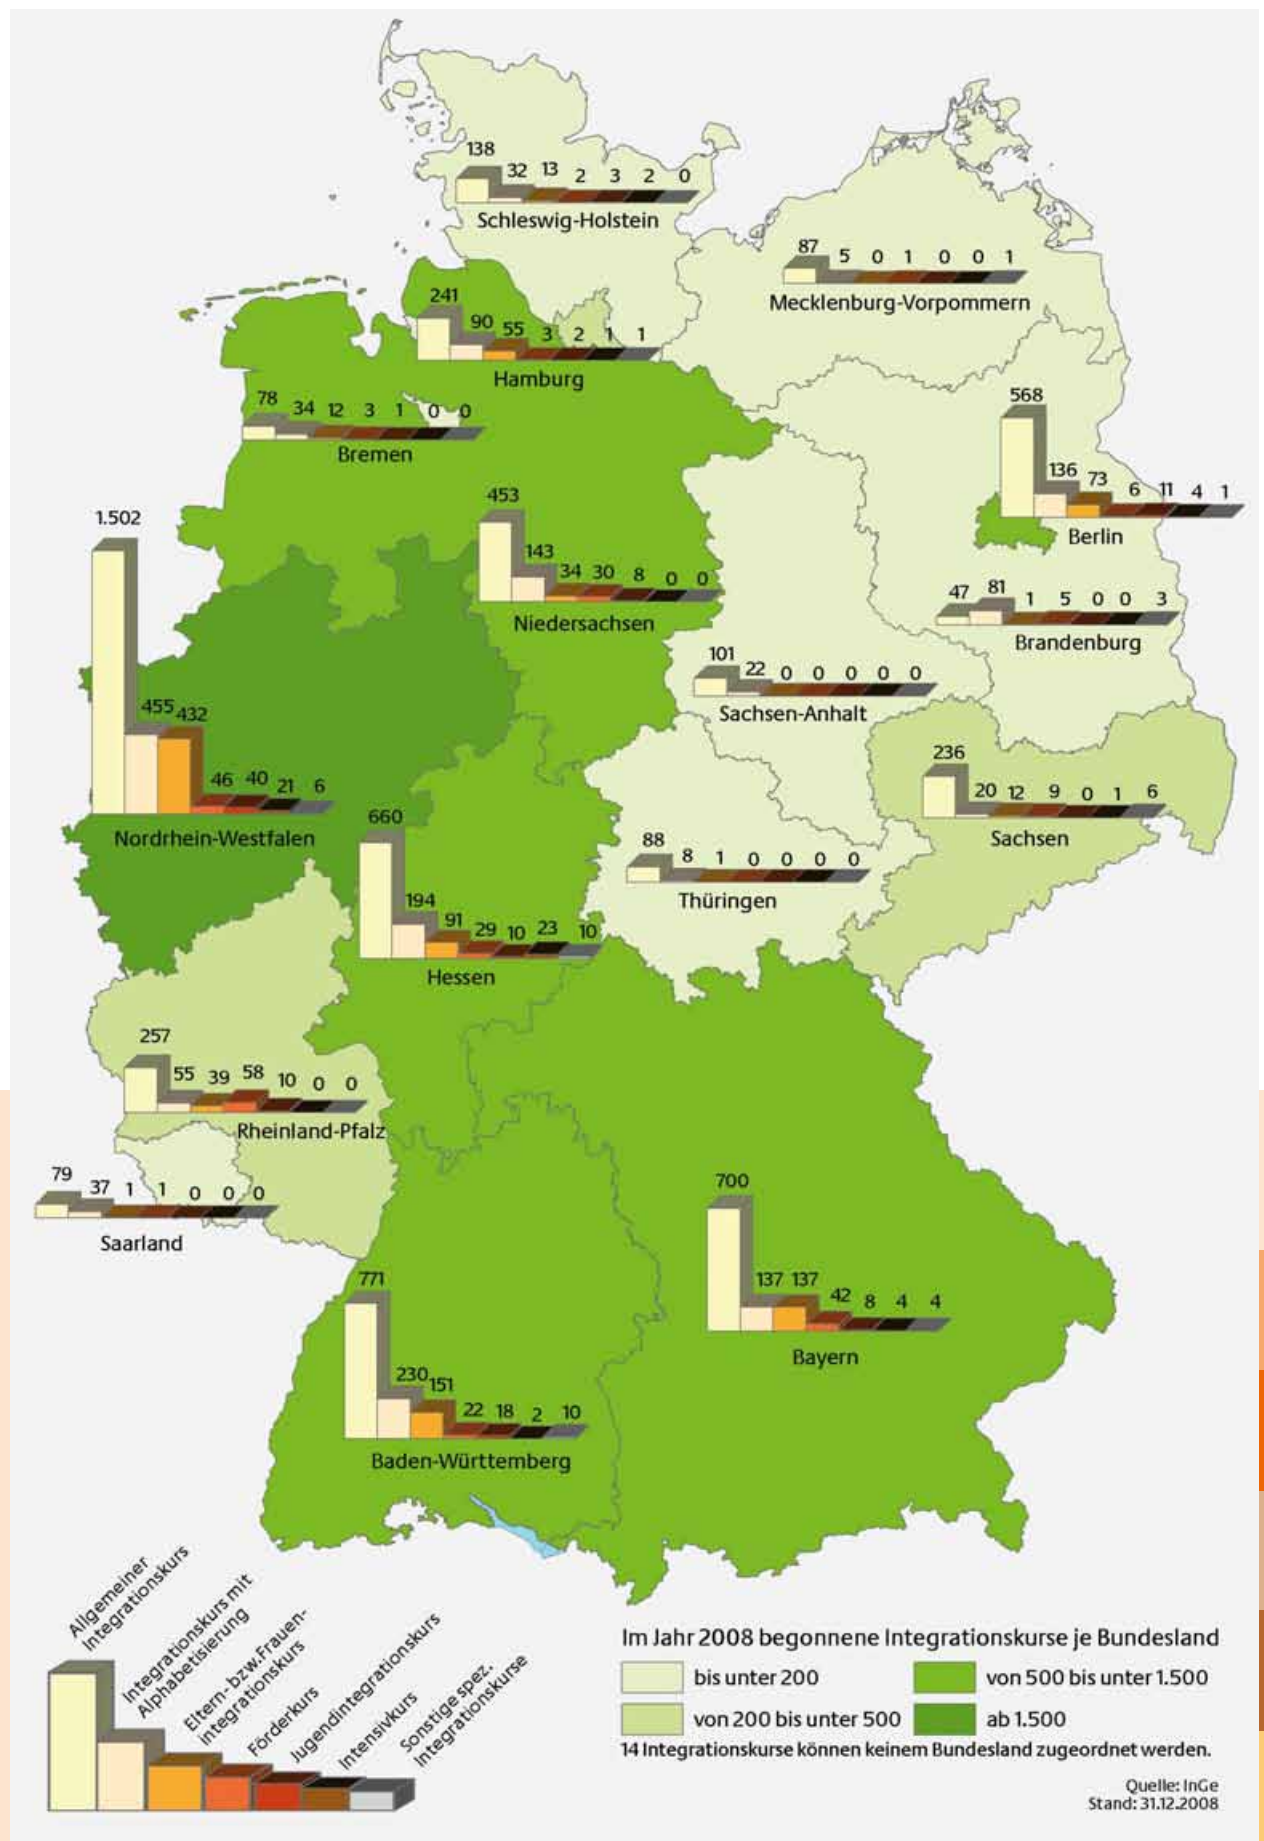 138 32 13 2 3 2 0
Schleswig-Holstein
87 5 0 1 0 0 1
Mecklenburg-Vorpommern
241 90 55 3 2 1 1
Hamburg
78 34 12 3 1 0 0
Bremen
568 136 73 6 11 4 1
Berlin
453 143 34 30 8 0 0
Niedersachsen
1.502 455 432 46 40 21 6
Nordrhein-Westfalen
47 81 1 5 0 0 3
Brandenburg
101 22 0 0 0 0 0
Sachsen-Anhalt
236 20 12 9 0 1 6
Sachsen
660 194 91 29 10 23 10
Hessen
88 8 1 0 0 0 0
Thüringen
257 55 39 58 10 0 0
Rheinland-Pfalz
79 37 1 1 0 0 0
Saarland
700 137 137 42 8 4 4
Bayern
771 230 151 22 18 2 10
Baden-Württemberg
Allgemeiner
Integrationskurs
Integrationskurs mit
Alphabetisierung
Eltern- bzw. Frauen-
integrationskurs
Förderkurs
Jugendintegrationskurs
Intensivkurs
Sonstige spez.
Integrationskurse
Im Jahr 2008 begonnene Integrationskurse je Bundesland
bis unter 200
von 200 bis unter 500
von 500 bis unter 1.500
ab 1.500
14 Integrationskurse können keinem Bundesland zugeordnet werden.
Quelle: InGe
Stand: 31.12.2008